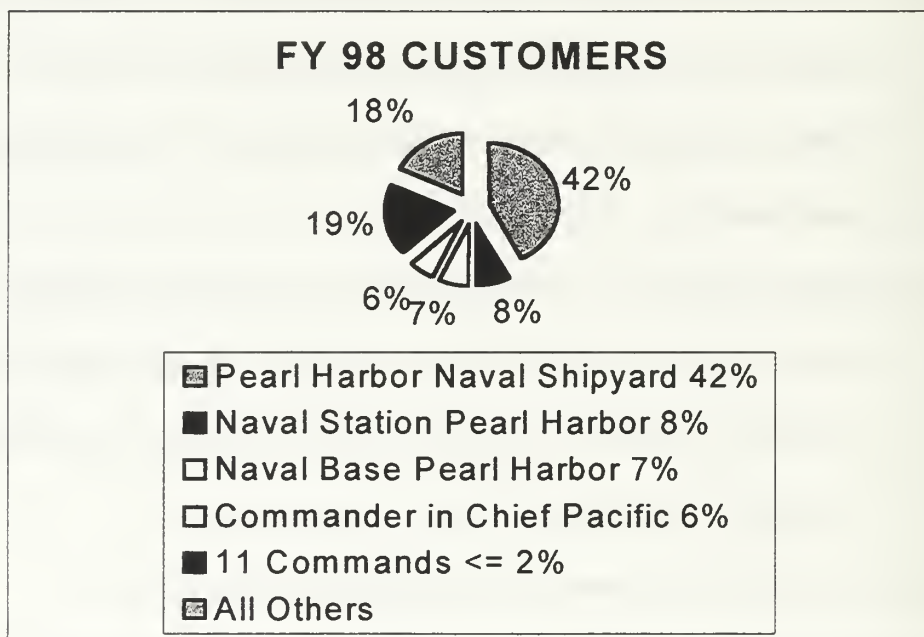 FY 98 CUSTOMERS
18%
42%
19%
6%
7%
8%
Pearl Harbor Naval Shipyard 42%
Naval Station Pearl Harbor 8%
Naval Base Pearl Harbor 7%
Commander in Chief Pacific 6%
11 Commands <= 2%
All Others